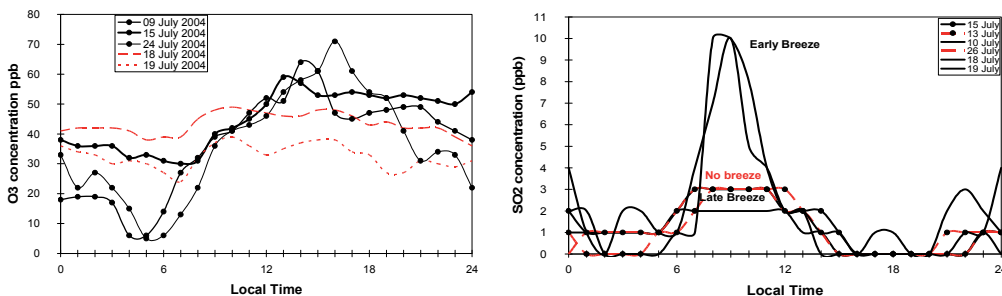 O3 concentration ppb
80
70
60
50
40
30
20
10
0
09 July 2004
15 July 2004
24 July 2004
18 July 2004
19 July 2004
0 6 12 18 24
Local Time
SO2 concentration (ppb)
11
10
9
8
7
6
5
4
3
2
1
0
15 July
13 July
10 July
26 July
18 July
19 July
Early Breeze
No breeze
Late Breeze
0 6 12 18 24
Local Time